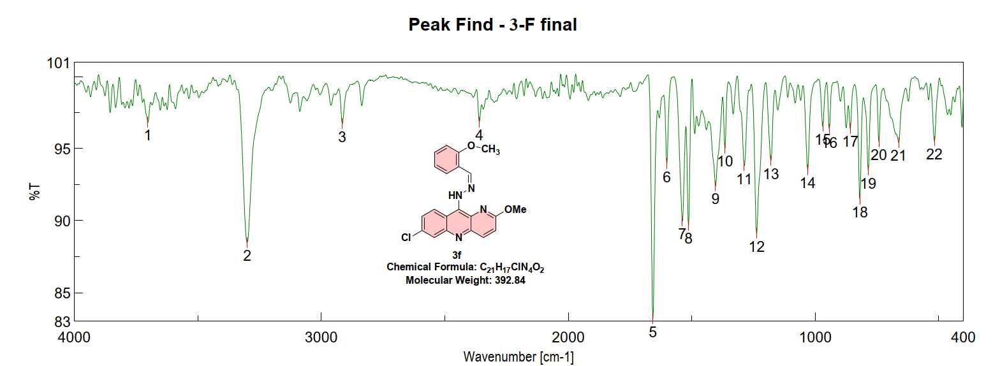 Peak Find - 3-F final
101
95
90
85
83
%T
1
2
3
4
5
6
7
8
9
10
11
12
13
14
15
16
17
18
19
20
21
22
O
CH3
N
HN
N
OMe
Cl
N
3f
Chemical Formula: C21H17ClN4O2
Molecular Weight: 392.84
4000
3000
2000
1000
400
Wavenumber [cm-1]